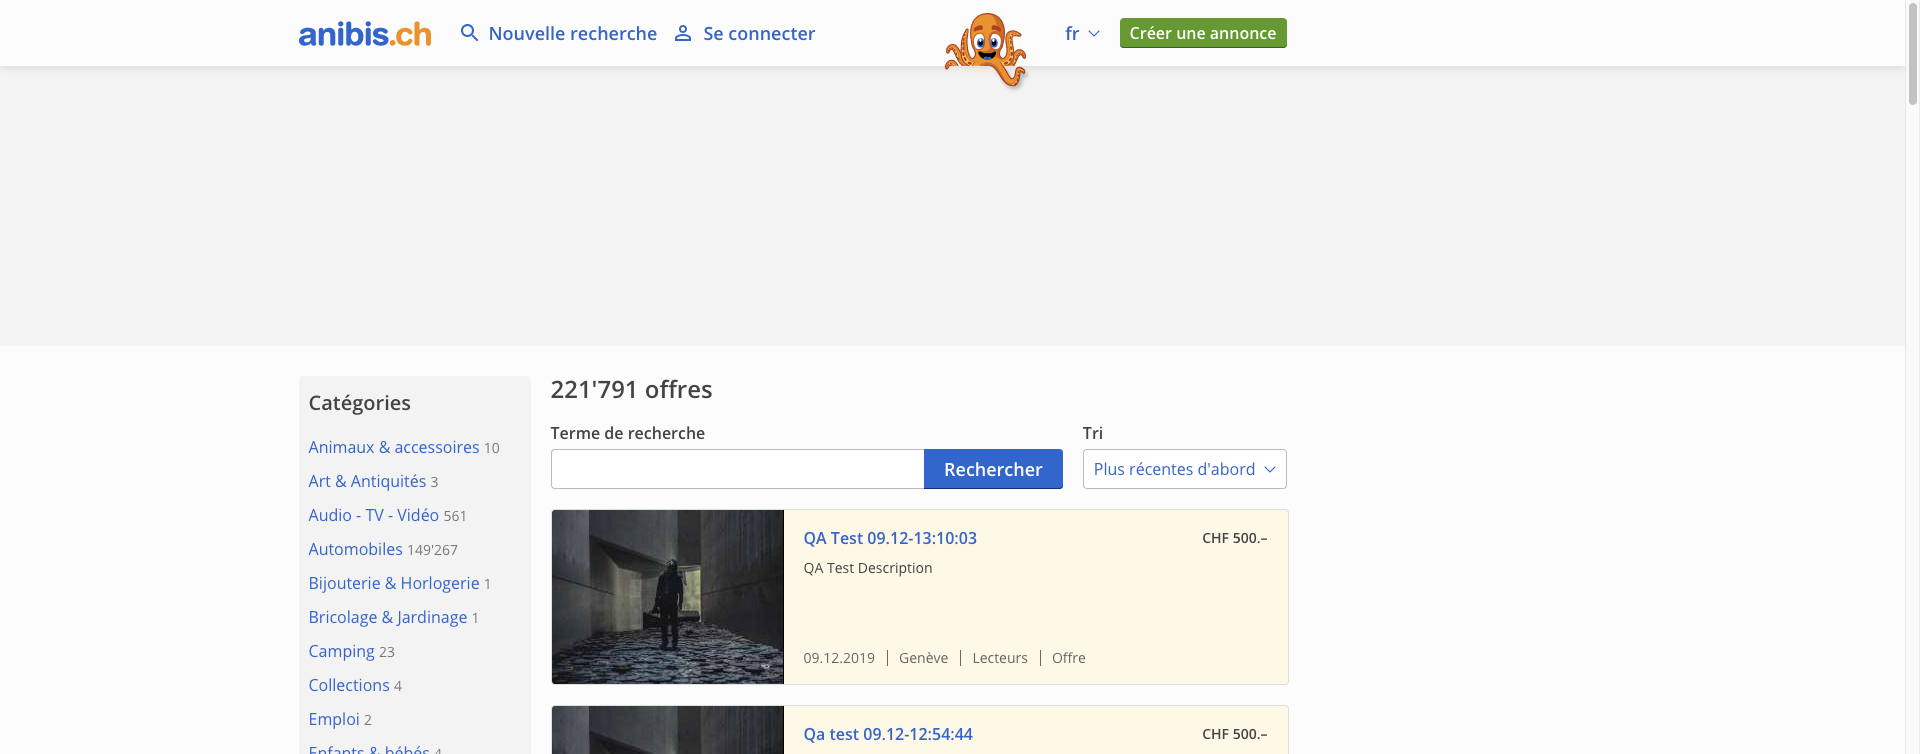 anibis.ch
Nouvelle recherche
Se connecter
fr
Créer une annonce
Catégories
Animaux & accessoires 10
Art & Antiquités 3
Audio - TV - Vidéo 561
Automobiles 149'267
Bijouterie & Horlogerie 1
Bricolage & Jardinage 1
Camping 23
Collections 4
Emploi 2
Enfants & bébés 4
221'791 offres
Terme de recherche
Rechercher
Tri
Plus récentes d'abord
QA Test 09.12-13:10:03
CHF 500.–
QA Test Description
09.12.2019 | Genève | Lecteurs | Offre
Qa test 09.12-12:54:44
CHF 500.–